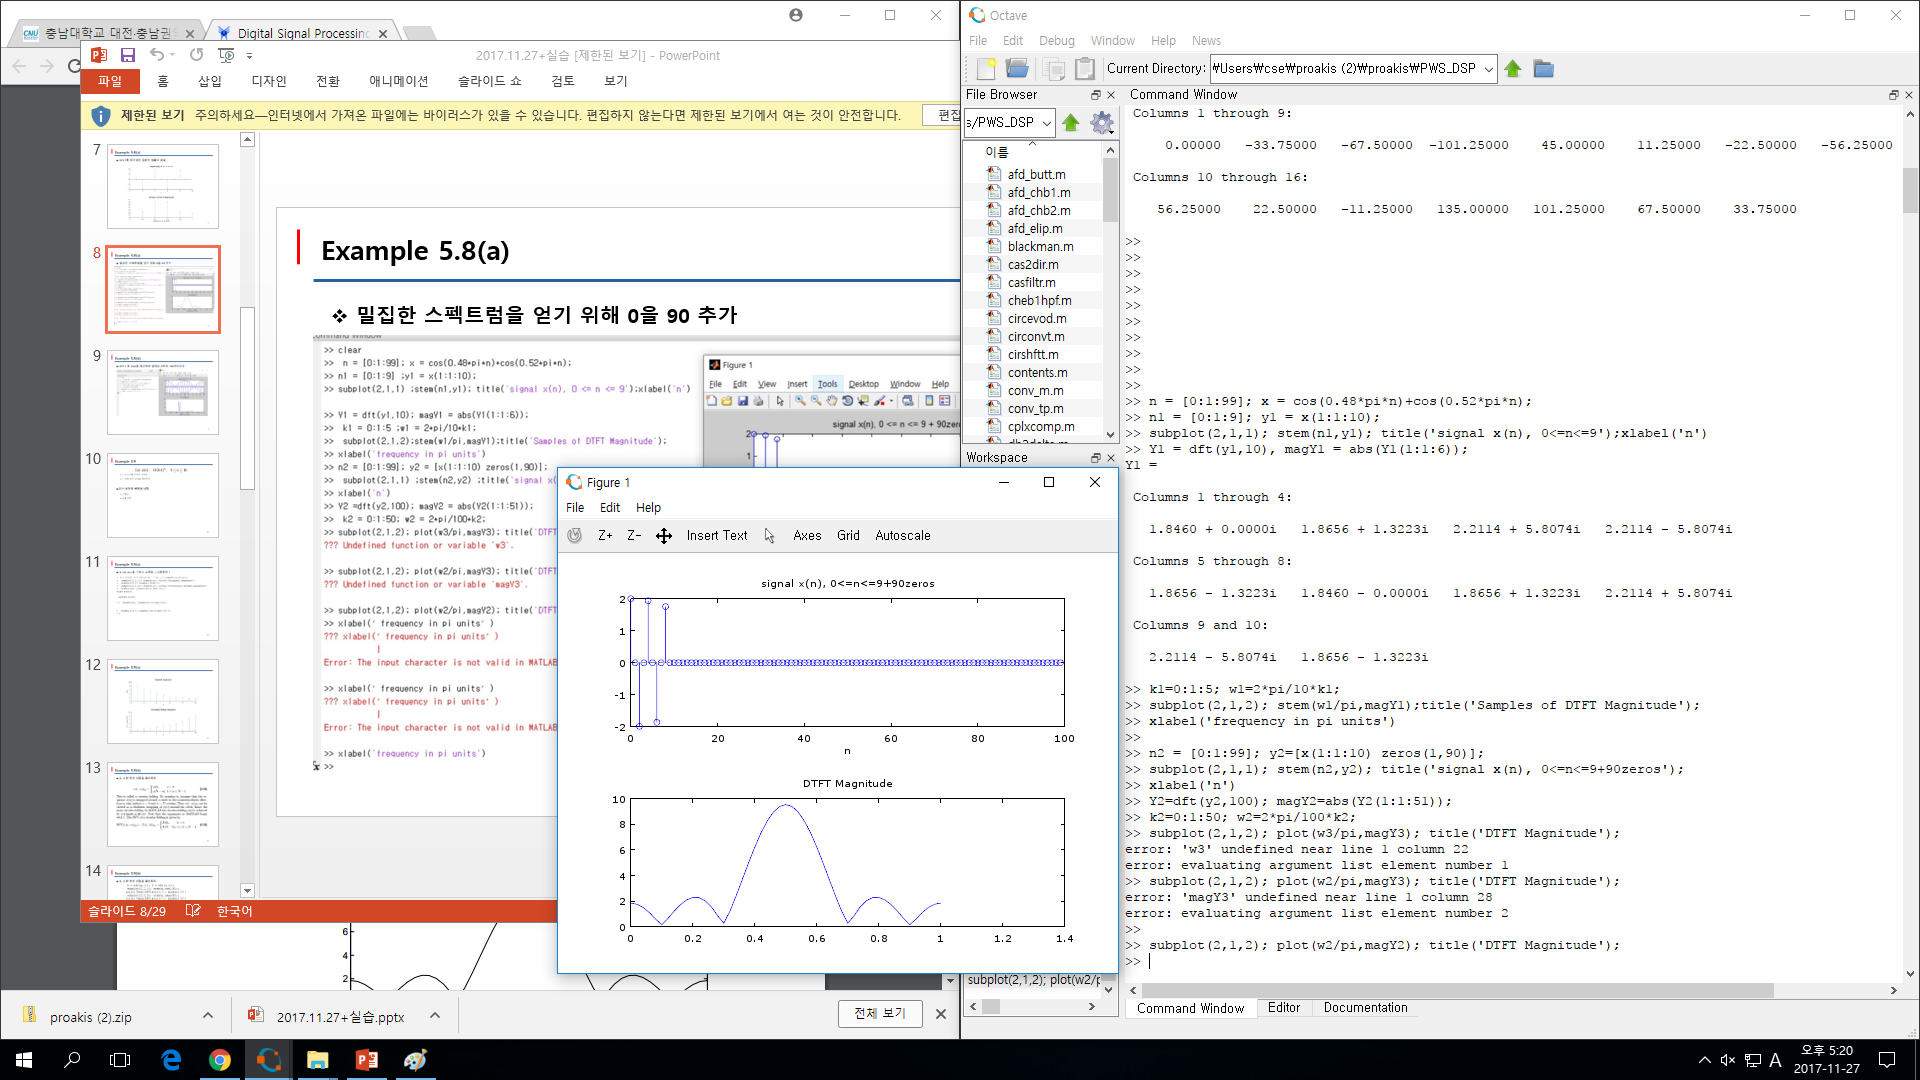 충남대학교 대전·충남권
Digital Signal Processing
2017.11.27+실습 [제한된 보기] - PowerPoint
파일 홈 삽입 디자인 전환 애니메이션 슬라이드 쇼 검토 보기
제한된 보기 주의하세요—인터넷에서 가져온 파일에는 바이러스가 있을 수 있습니다. 편집하지 않는다면 제한된 보기에서 여는 것이 안전합니다. 편집
7
8
9
10
11
12
13
14
Example 5.8(a)
❖ 밀집한 스펙트럼을 얻기 위해 0을 90 추가
>> clear
>> n = [0:1:99]; x = cos(0.48*pi*n)+cos(0.52*pi*n);
>> n1 = [0:1:9] ;y1 = x(1:1:10);
>> subplot(2,1,1) ;stem(n1,y1); title('signal x(n), 0 <= n <= 9');xlabel('n')
>> Y1 = dft(y1,10); magY1 = abs(Y1(1:1:6));
>> k1 = 0:1:5 ;w1 = 2*pi/10*k1;
>> subplot(2,1,2);stem(w1/pi,magY1);title('Samples of DTFT Magnitude');
>> xlabel('frequency in pi units')
>> n2 = [0:1:99]; y2 = [x(1:1:10) zeros(1,90)];
>> subplot(2,1,1) ;stem(n2,y2) ;title('signal x(
>> xlabel('n')
>> Y2 =dft(y2,100); magY2 = abs(Y2(1:1:51));
>> k2 = 0:1:50; w2 = 2*pi/100*k2;
>> subplot(2,1,2); plot(w3/pi,magY3); title('DTF
??? Undefined function or variable 'w3'.
>> subplot(2,1,2); plot(w2/pi,magY3); title('DTF
??? Undefined function or variable 'magY3'.
>> subplot(2,1,2); plot(w2/pi,magY2); title('DTF
>> xlabel(' frequency in pi units' )
??? xlabel(' frequency in pi units' )
|
Error: The input character is not valid in MATLAB
>> xlabel(' frequency in pi units' )
??? xlabel(' frequency in pi units' )
|
Error: The input character is not valid in MATLAB
>> xlabel('frequency in pi units')
>>
Figure 1
File Edit View Insert Tools Desktop Window Help
signal x(n), 0 <= n <= 9 + 90zero
2
1
슬라이드 8/29 한국어
6
4
2
Figure 1
File Edit Help
Z+ Z- Insert Text Axes Grid Autoscale
signal x(n), 0<=n<=9+90zeros
2
1
0
-1
-2
0 20 40 60 80 100
n
DTFT Magnitude
10
8
6
4
2
0
0 0.2 0.4 0.6 0.8 1 1.2 1.4
Octave
File Edit Debug Window Help News
Current Directory: ₩Users₩cse₩proakis (2)₩proakis₩PWS_DSP
File Browser
s/PWS_DSP
이름
afd_butt.m
afd_chb1.m
afd_chb2.m
afd_elip.m
blackman.m
cas2dir.m
casfiltr.m
cheb1hpf.m
circevod.m
circonvt.m
cirshftt.m
contents.m
conv_m.m
conv_tp.m
cplxcomp.m
Workspace
subplot(2,1,2); plot(w2/p
Command Window
Columns 1 through 9:
0.00000 -33.75000 -67.50000 -101.25000 45.00000 11.25000 -22.50000 -56.25000
Columns 10 through 16:
56.25000 22.50000 -11.25000 135.00000 101.25000 67.50000 33.75000
>>
>>
>>
>>
>>
>>
>>
>>
>>
>>
>> n = [0:1:99]; x = cos(0.48*pi*n)+cos(0.52*pi*n);
>> n1 = [0:1:9]; y1 = x(1:1:10);
>> subplot(2,1,1); stem(n1,y1); title('signal x(n), 0<=n<=9');xlabel('n')
>> Y1 = dft(y1,10), magY1 = abs(Y1(1:1:6));
Y1 =
Columns 1 through 4:
1.8460 + 0.0000i 1.8656 + 1.3223i 2.2114 + 5.8074i 2.2114 - 5.8074i
Columns 5 through 8:
1.8656 - 1.3223i 1.8460 - 0.0000i 1.8656 + 1.3223i 2.2114 + 5.8074i
Columns 9 and 10:
2.2114 - 5.8074i 1.8656 - 1.3223i
>> k1=0:1:5; w1=2*pi/10*k1;
>> subplot(2,1,2); stem(w1/pi,magY1);title('Samples of DTFT Magnitude');
>> xlabel('frequency in pi units')
>>
>> n2 = [0:1:99]; y2=[x(1:1:10) zeros(1,90)];
>> subplot(2,1,1); stem(n2,y2); title('signal x(n), 0<=n<=9+90zeros');
>> xlabel('n')
>> Y2=dft(y2,100); magY2=abs(Y2(1:1:51));
>> k2=0:1:50; w2=2*pi/100*k2;
>> subplot(2,1,2); plot(w3/pi,magY3); title('DTFT Magnitude');
error: 'w3' undefined near line 1 column 22
error: evaluating argument list element number 1
>> subplot(2,1,2); plot(w2/pi,magY3); title('DTFT Magnitude');
error: 'magY3' undefined near line 1 column 28
error: evaluating argument list element number 2
>>
>> subplot(2,1,2); plot(w2/pi,magY2); title('DTFT Magnitude');
>>
Command Window Editor Documentation
proakis (2).zip
2017.11.27+실습.pptx
전체 보기
A
오후 5:20
2017-11-27